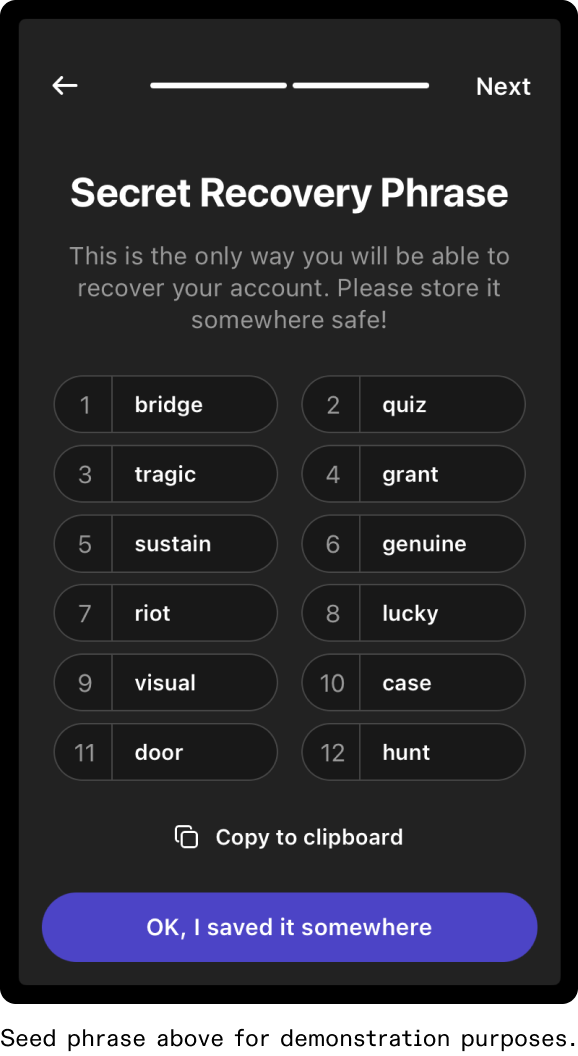 Next
Secret Recovery Phrase
This is the only way you will be able to
recover your account. Please store it
somewhere safe!
1 bridge 2 quiz
3 tragic 4 grant
5 sustain 6 genuine
7 riot 8 lucky
9 visual 10 case
11 door 12 hunt
Copy to clipboard
OK, I saved it somewhere
Seed phrase above for demonstration purposes.